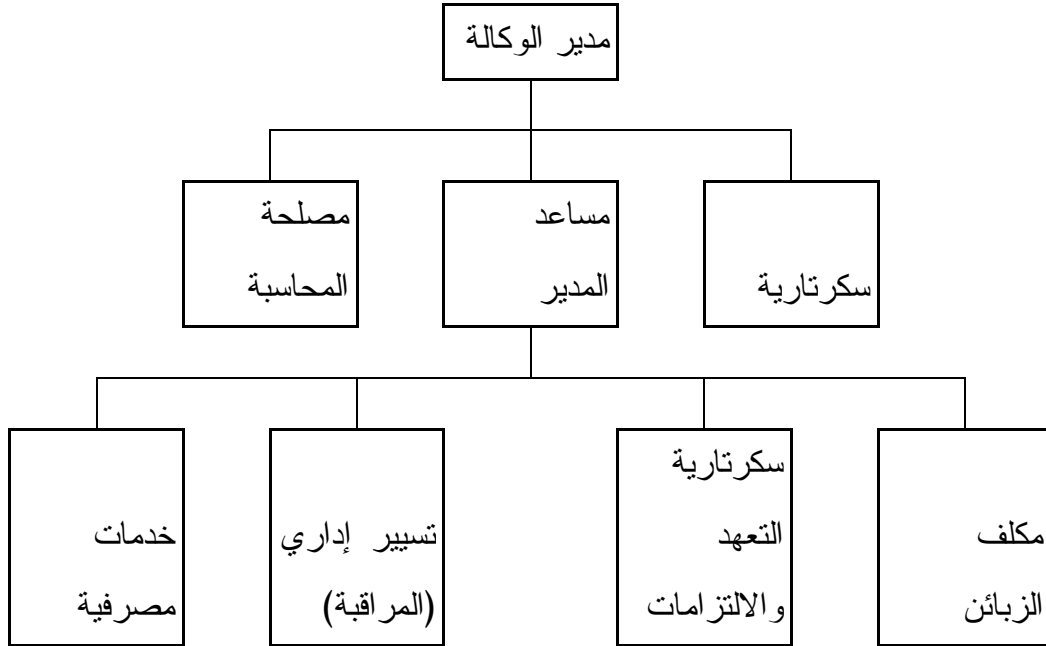 مدير الوكالة
سكرتارية
مساعد
المدير
مصلحة
المحاسبة
مكلف
الزبائن
سكرتارية
التعهد
والالتزامات
تسيير إداري
(المراقبة)
خدمات
مصرفية